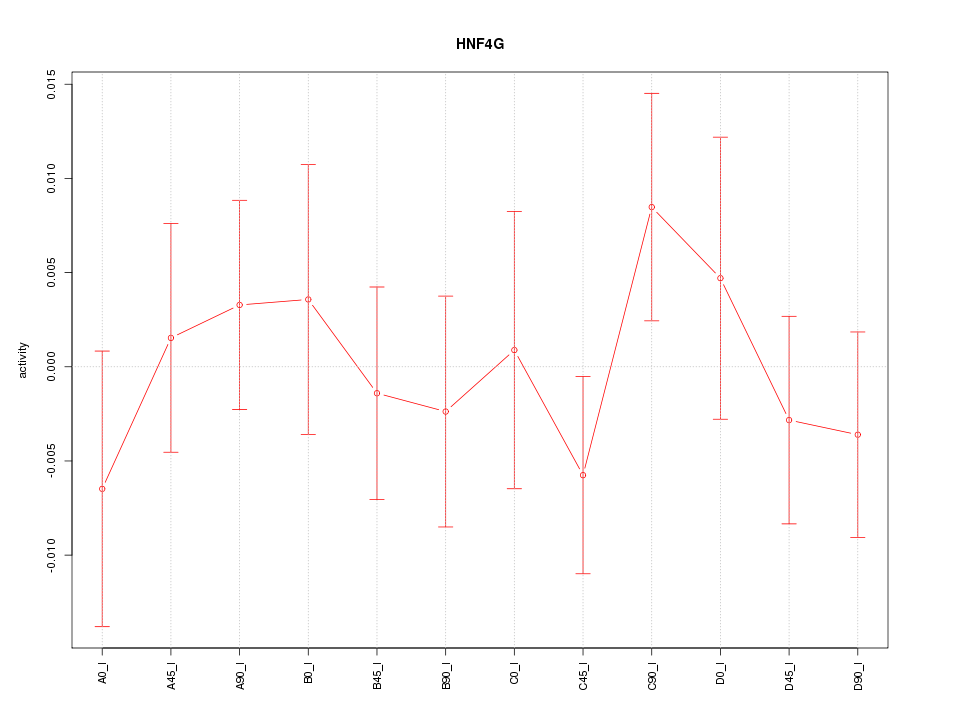 HNF4G
activity
0.015
0.010
0.005
0.000
-0.005
-0.010
A0_I
A45_I
A90_I
B0_I
B45_I
B90_I
C0_I
C45_I
C90_I
D0_I
D45_I
D90_I